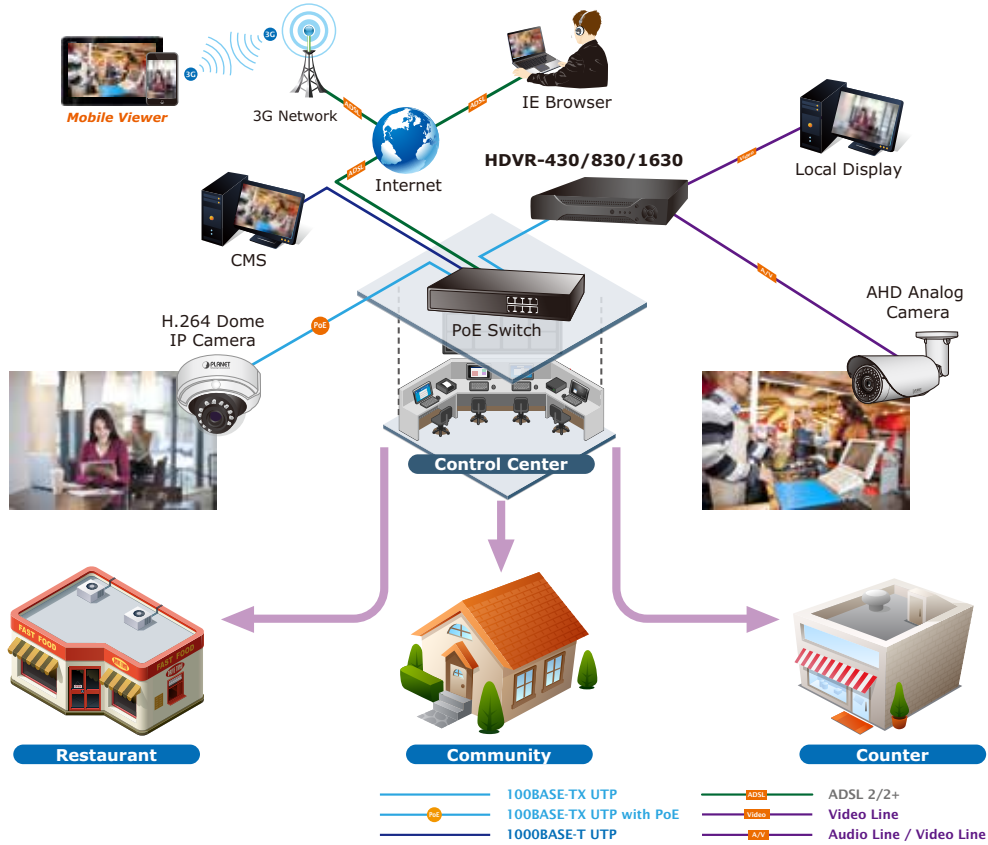 3G
3G
Mobile Viewer
3G Network
ADSL
ADSL
IE Browser
Internet
ADSL
HDVR-430/830/1630
Video
Local Display
CMS
A/V
PoE Switch
H.264 Dome
IP Camera
PoE
PLANET
AHD Analog
Camera
Control Center
FAST FOOD
FAST FOOD
Restaurant
Community
Counter
100BASE-TX UTP
PoE
100BASE-TX UTP with PoE
1000BASE-T UTP
ADSL
ADSL 2/2+
Video
Video Line
A/V
Audio Line / Video Line